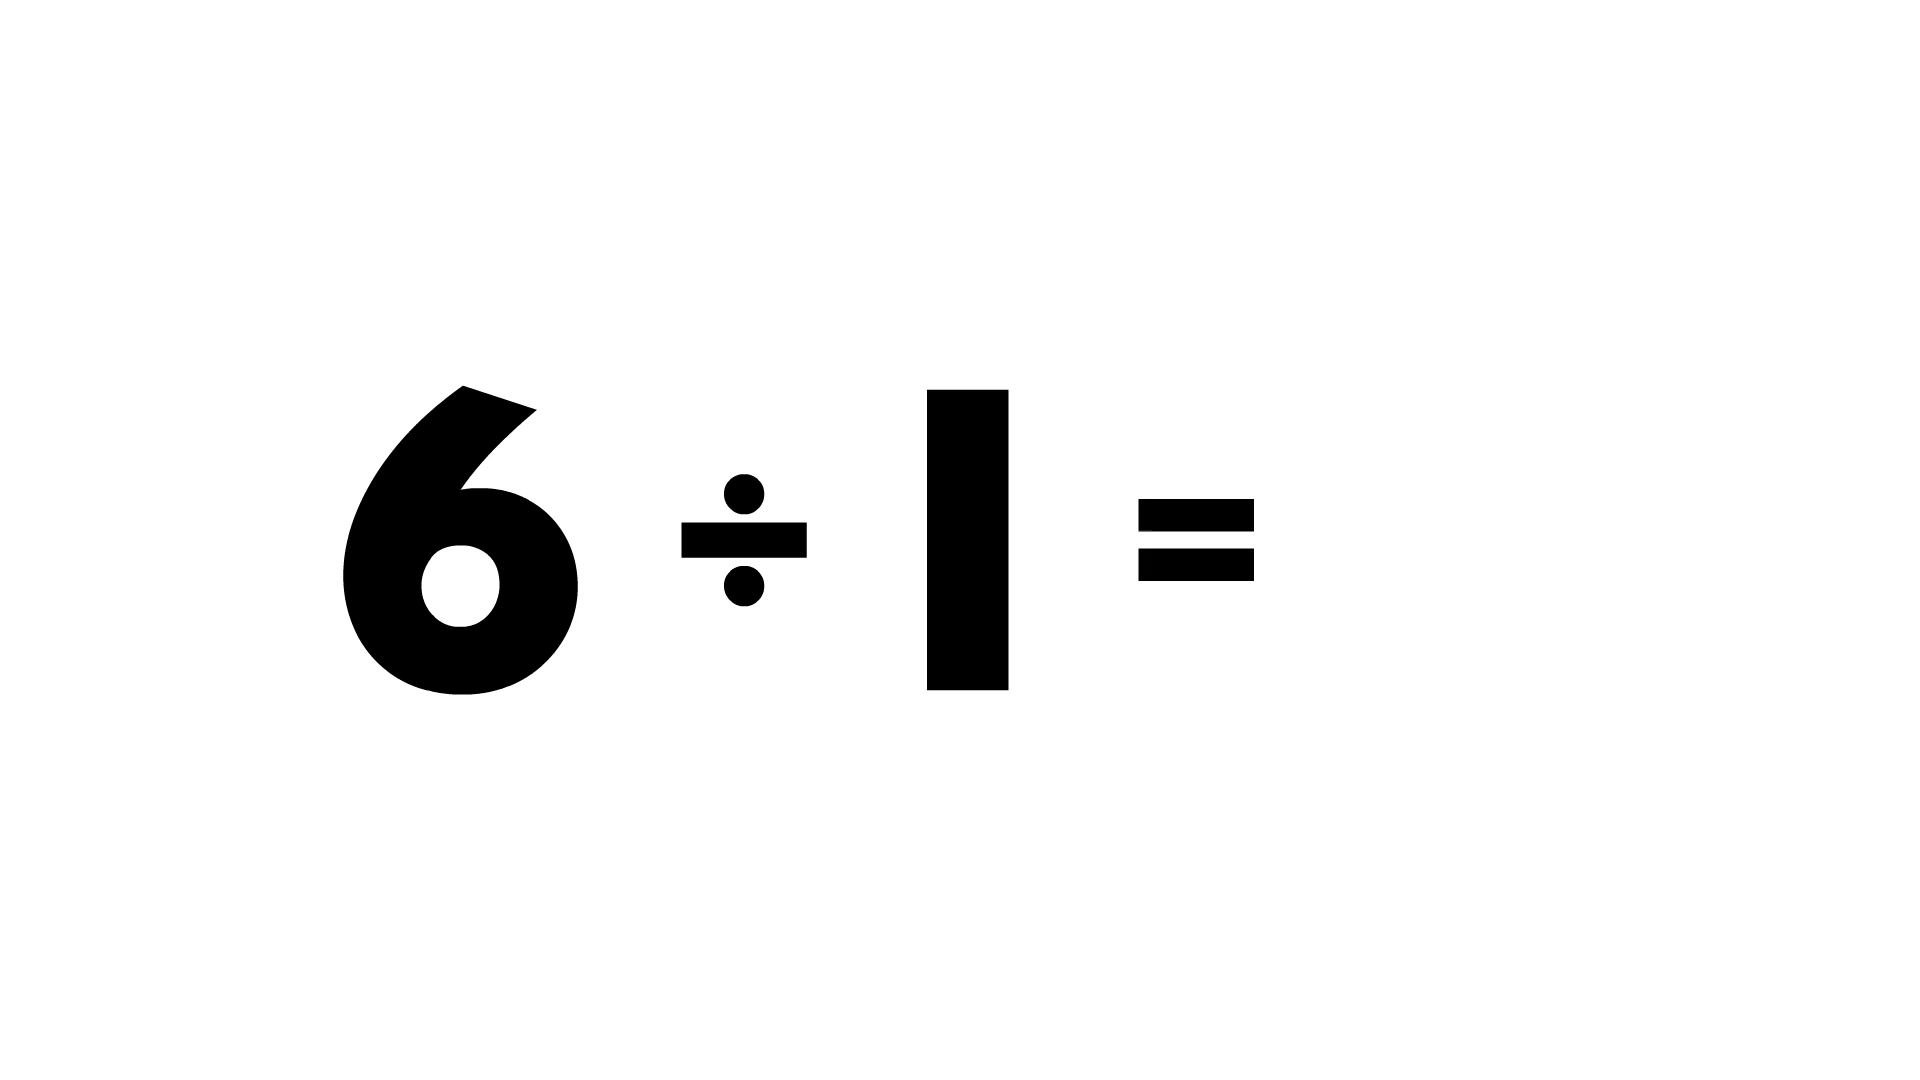 6 ÷ 1 =